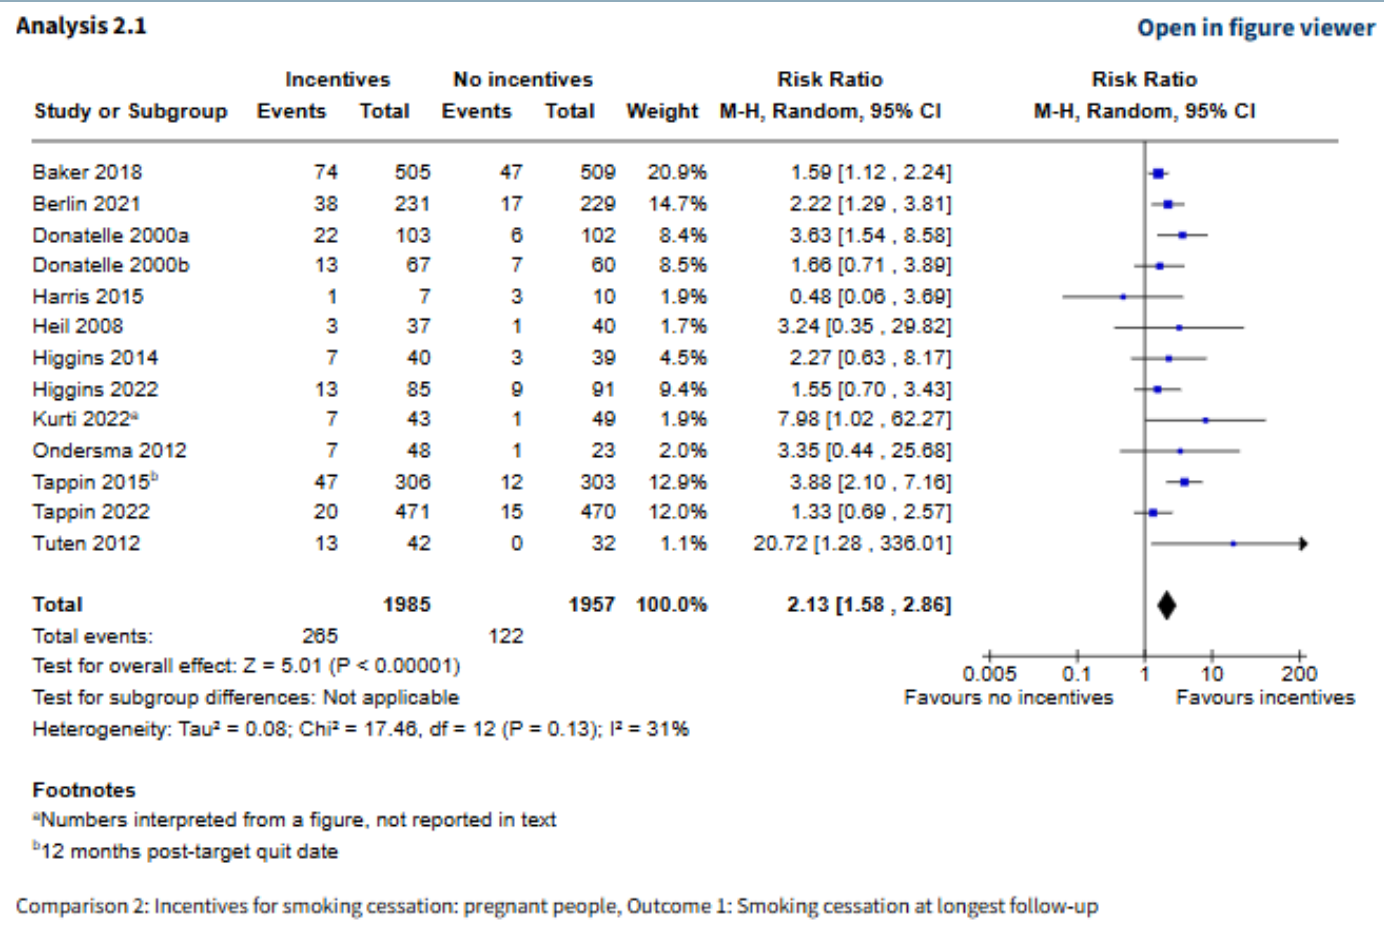 Analysis 2.1 Open in figure viewer
Incentives No incentives Risk Ratio Risk Ratio
Study or Subgroup Events Total Events Total Weight M-H, Random, 95% CI M-H, Random, 95% CI
Baker 2018 74 505 47 509 20.9% 1.59 [1.12 , 2.24]
Berlin 2021 38 231 17 229 14.7% 2.22 [1.29 , 3.81]
Donatelle 2000a 22 103 6 102 8.4% 3.63 [1.54 , 8.58]
Donatelle 2000b 13 67 7 60 8.5% 1.66 [0.71 , 3.89]
Harris 2015 1 7 3 10 1.9% 0.48 [0.06 , 3.69]
Heil 2008 3 37 1 40 1.7% 3.24 [0.35 , 29.82]
Higgins 2014 7 40 3 39 4.5% 2.27 [0.63 , 8.17]
Higgins 2022 13 85 9 91 9.4% 1.55 [0.70 , 3.43]
Kurti 2022ᵃ 7 43 1 49 1.9% 7.98 [1.02 , 62.27]
Ondersma 2012 7 48 1 23 2.0% 3.35 [0.44 , 25.68]
Tappin 2015ᵇ 47 306 12 303 12.9% 3.88 [2.10 , 7.16]
Tappin 2022 20 471 15 470 12.0% 1.33 [0.69 , 2.57]
Tuten 2012 13 42 0 32 1.1% 20.72 [1.28 , 336.01]
Total 1985 1957 100.0% 2.13 [1.58 , 2.86]
Total events: 265 122
Test for overall effect: Z = 5.01 (P < 0.00001)
0.005 0.1 1 10 200
Test for subgroup differences: Not applicable
Favours no incentives Favours incentives
Heterogeneity: Tau² = 0.08; Chi² = 17.46, df = 12 (P = 0.13); I² = 31%
Footnotes
ᵃNumbers interpreted from a figure, not reported in text
ᵇ12 months post-target quit date
Comparison 2: Incentives for smoking cessation: pregnant people, Outcome 1: Smoking cessation at longest follow-up